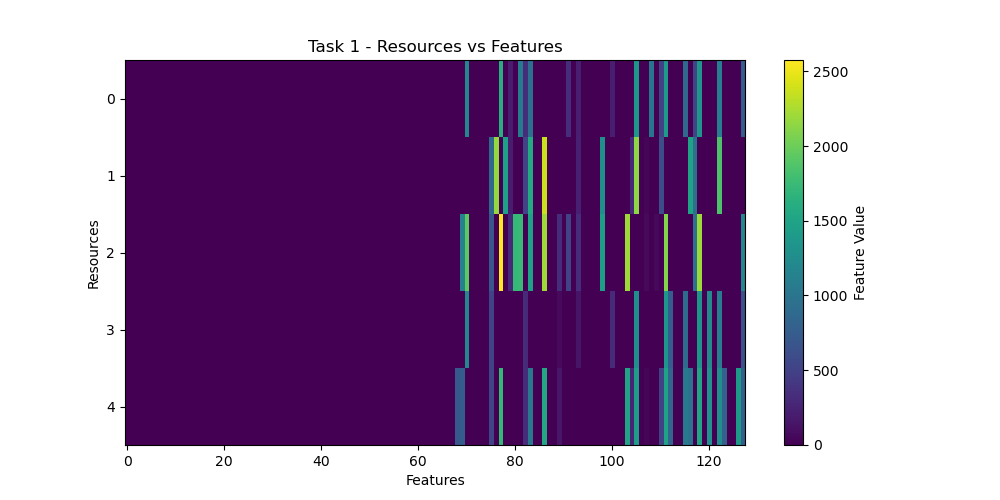 Task 1 - Resources vs Features
Resources
0
1
2
3
4
0 20 40 60 80 100 120
Features
2500
2000
1500
1000
500
0
Feature Value